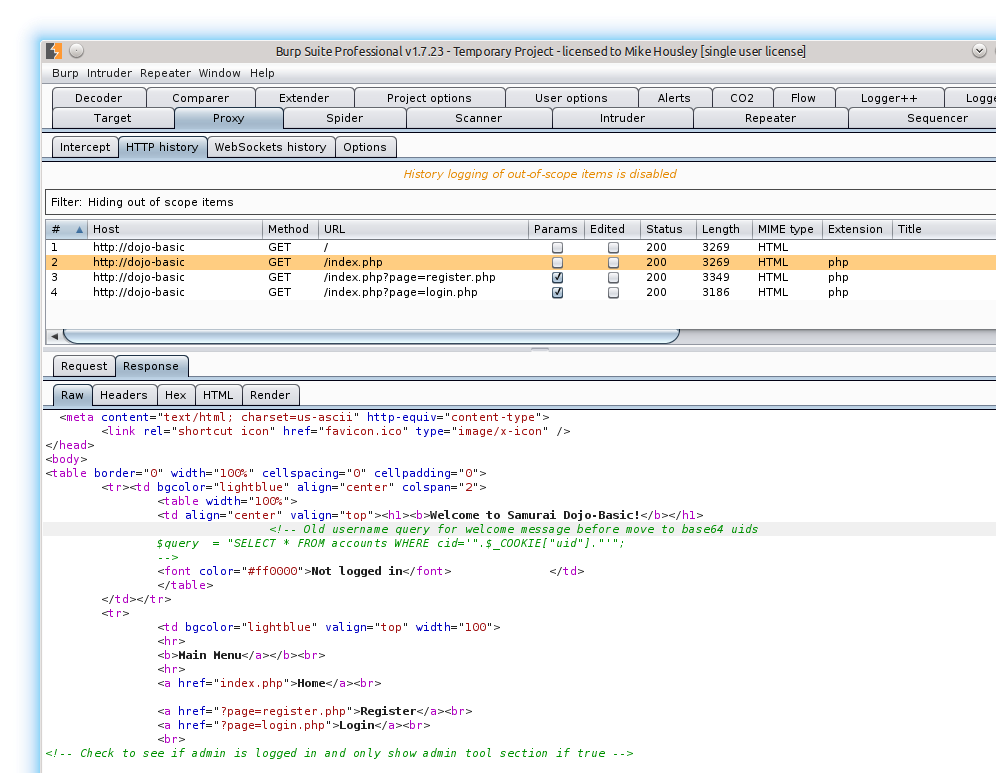 Burp Suite Professional v1.7.23 - Temporary Project - licensed to Mike Housley [single user license]
Burp Intruder Repeater Window Help
Decoder Comparer Extender Project options User options Alerts CO2 Flow Logger++ Logge
Target Proxy Spider Scanner Intruder Repeater Sequencer
Intercept HTTP history WebSockets history Options
History logging of out-of-scope items is disabled
Filter: Hiding out of scope items
# Host Method URL Params Edited Status Length MIME type Extension Title
1 http://dojo-basic GET / 200 3269 HTML
2 http://dojo-basic GET /index.php 200 3269 HTML php
3 http://dojo-basic GET /index.php?page=register.php 200 3349 HTML php
4 http://dojo-basic GET /index.php?page=login.php 200 3186 HTML php
Request Response
Raw Headers Hex HTML Render
<meta content="text/html; charset=us-ascii" http-equiv="content-type">
<link rel="shortcut icon" href="favicon.ico" type="image/x-icon" />
</head>
<body>
<table border="0" width="100%" cellspacing="0" cellpadding="0">
<tr><td bgcolor="lightblue" align="center" colspan="2">
<table width="100%">
<td align="center" valign="top"><h1><b>Welcome to Samurai Dojo-Basic!</b></h1>
<!-- Old username query for welcome message before move to base64 uids
$query  = "SELECT * FROM accounts WHERE cid='".$_COOKIE["uid"]."'";
-->
<font color="#ff0000">Not logged in</font> </td>
</table>
</td></tr>
<tr>
<td bgcolor="lightblue" valign="top" width="100">
<hr>
<b>Main Menu</a></b><br>
<hr>
<a href="index.php">Home</a><br>
<a href="?page=register.php">Register</a><br>
<a href="?page=login.php">Login</a><br>
<br>
<!-- Check to see if admin is logged in and only show admin tool section if true -->